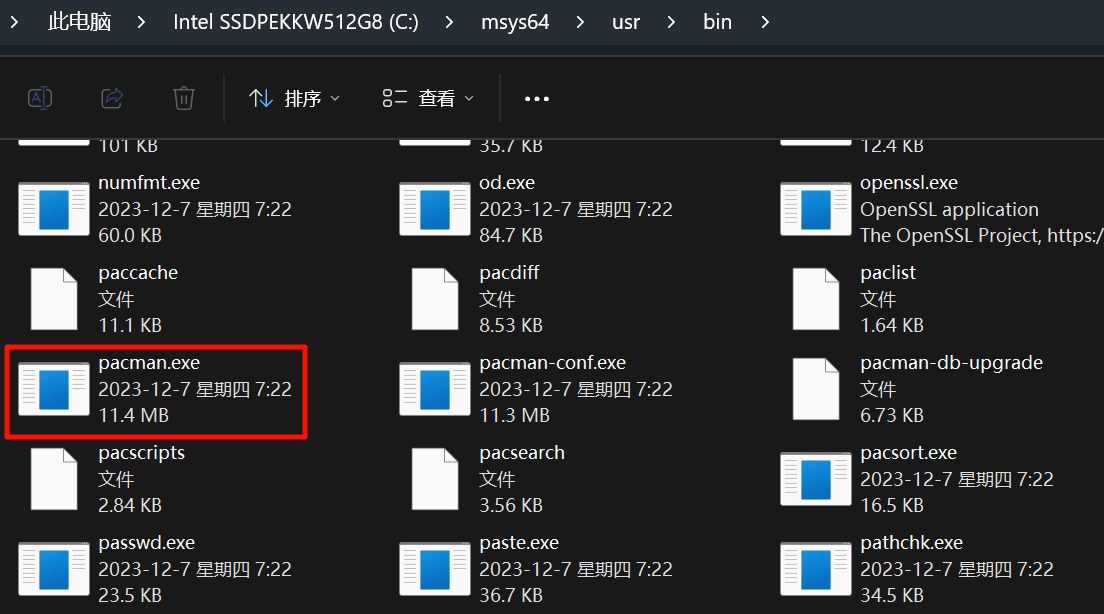 此电脑 > Intel SSDPEKKW512G8 (C:) > msys64 > usr > bin >
排序 查看
101 KB
35.7 KB
12.4 KB
numfmt.exe
2023-12-7 星期四 7:22
60.0 KB
od.exe
2023-12-7 星期四 7:22
84.7 KB
openssl.exe
OpenSSL application
The OpenSSL Project, https:/
paccache
文件
11.1 KB
pacdiff
文件
8.53 KB
paclist
文件
1.64 KB
pacman.exe
2023-12-7 星期四 7:22
11.4 MB
pacman-conf.exe
2023-12-7 星期四 7:22
11.3 MB
pacman-db-upgrade
文件
6.73 KB
pacscripts
文件
2.84 KB
pacsearch
文件
3.56 KB
pacsort.exe
2023-12-7 星期四 7:22
16.5 KB
passwd.exe
2023-12-7 星期四 7:22
23.5 KB
paste.exe
2023-12-7 星期四 7:22
36.7 KB
pathchk.exe
2023-12-7 星期四 7:22
34.5 KB